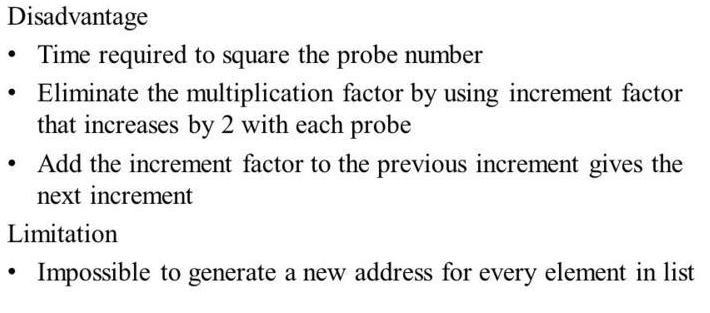 Disadvantage
• Time required to square the probe number
• Eliminate the multiplication factor by using increment factor
that increases by 2 with each probe
• Add the increment factor to the previous increment gives the
next increment
Limitation
• Impossible to generate a new address for every element in list